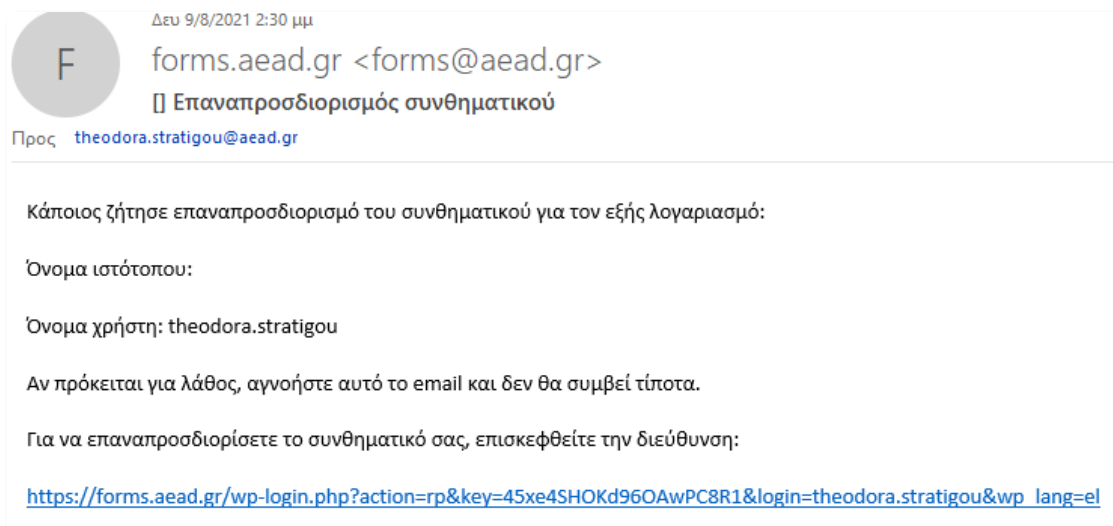 Δευ 9/8/2021 2:30 μμ
F
forms.aead.gr <forms@aead.gr>
[] Επαναπροσδιορισμός συνθηματικού
Προς theodora.stratigou@aead.gr
Κάποιος ζήτησε επαναπροσδιορισμό του συνθηματικού για τον εξής λογαριασμό:
Όνομα ιστότοπου:
Όνομα χρήστη: theodora.stratigou
Αν πρόκειται για λάθος, αγνοήστε αυτό το email και δεν θα συμβεί τίποτα.
Για να επαναπροσδιορίσετε το συνθηματικό σας, επισκεφθείτε την διεύθυνση:
https://forms.aead.gr/wp-login.php?action=rp&key=45xe4SHOKd96OAwPC8R1&login=theodora.stratigou&wp_lang=el